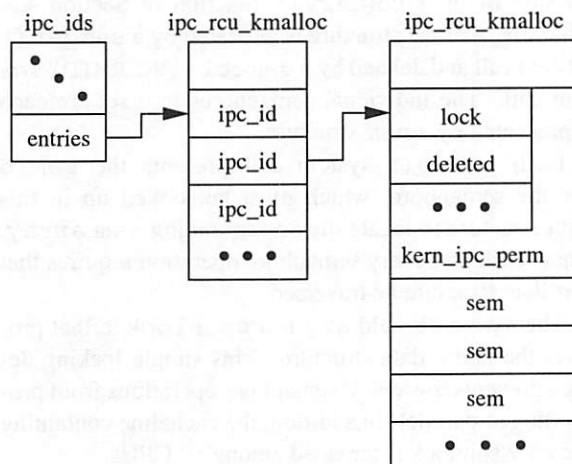 ipc_ids
ipc_rcu_kmalloc
ipc_rcu_kmalloc
entries
ipc_id
ipc_id
ipc_id
lock
deleted
kern_ipc_perm
sem
sem
sem